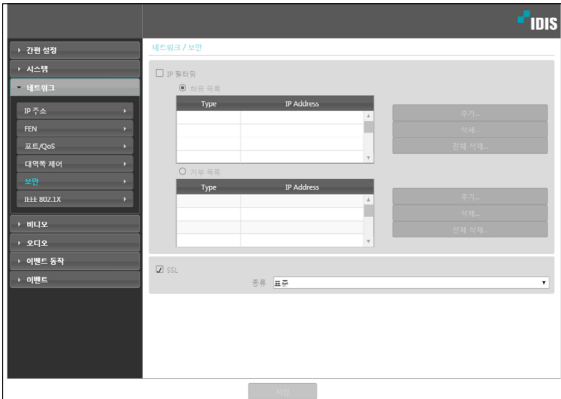 IDIS
간편 설정
시스템
네트워크
IP 주소
FEN
포트/QoS
대역폭 제어
보안
IEEE 802.1X
비디오
오디오
이벤트 동작
이벤트
네트워크 / 보안
IP 필터링
허용 목록
Type IP Address
추가...
삭제...
전체 삭제...
거부 목록
Type IP Address
추가...
삭제...
전체 삭제...
SSL
종류 표준
저장